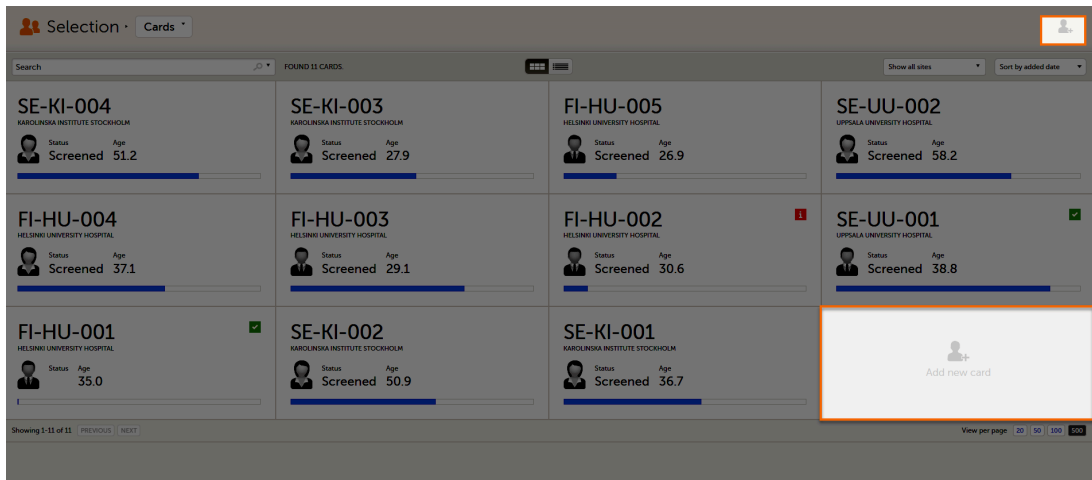 Selection · Cards
Search
FOUND 11 CARDS.
Show all sites
Sort by added date
SE-KI-004
KAROLINSKA INSTITUTE STOCKHOLM
Status Age
Screened 51.2
SE-KI-003
KAROLINSKA INSTITUTE STOCKHOLM
Status Age
Screened 27.9
FI-HU-005
HELSINKI UNIVERSITY HOSPITAL
Status Age
Screened 26.9
SE-UU-002
UPPSALA UNIVERSITY HOSPITAL
Status Age
Screened 58.2
FI-HU-004
HELSINKI UNIVERSITY HOSPITAL
Status Age
Screened 37.1
FI-HU-003
HELSINKI UNIVERSITY HOSPITAL
Status Age
Screened 29.1
FI-HU-002
HELSINKI UNIVERSITY HOSPITAL
Status Age
Screened 30.6
SE-UU-001
UPPSALA UNIVERSITY HOSPITAL
Status Age
Screened 38.8
FI-HU-001
HELSINKI UNIVERSITY HOSPITAL
Status Age
35.0
SE-KI-002
KAROLINSKA INSTITUTE STOCKHOLM
Status Age
Screened 50.9
SE-KI-001
KAROLINSKA INSTITUTE STOCKHOLM
Status Age
Screened 36.7
Add new card
Showing 1-11 of 11 PREVIOUS NEXT
View per page 20 50 100 500